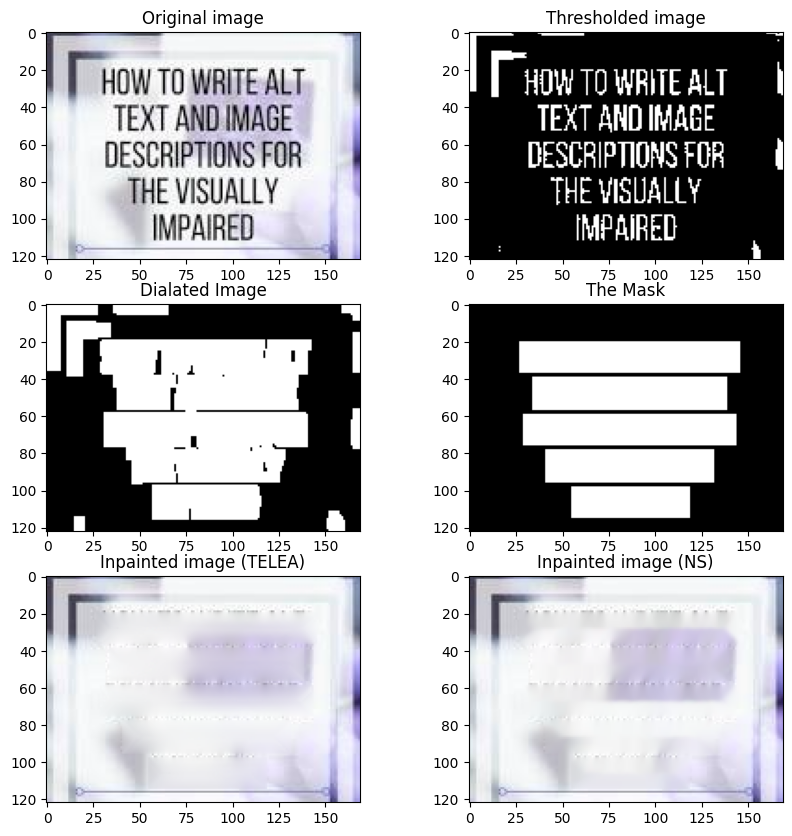 Original image
Thresholded image
0
20
40
60
80
100
120
HOW TO WRITE ALT
TEXT AND IMAGE
DESCRIPTIONS FOR
THE VISUALLY
IMPAIRED
0 25 50 75 100 125 150
0
20
40
60
80
100
120
HOW TO WRITE ALT
TEXT AND IMAGE
DESCRIPTIONS FOR
THE VISUALLY
IMPAIRED
0 25 50 75 100 125 150
Dialated Image
The Mask
0
20
40
60
80
100
120
0 25 50 75 100 125 150
0
20
40
60
80
100
120
0 25 50 75 100 125 150
Inpainted image (TELEA)
Inpainted image (NS)
0
20
40
60
80
100
120
0 25 50 75 100 125 150
0
20
40
60
80
100
120
0 25 50 75 100 125 150